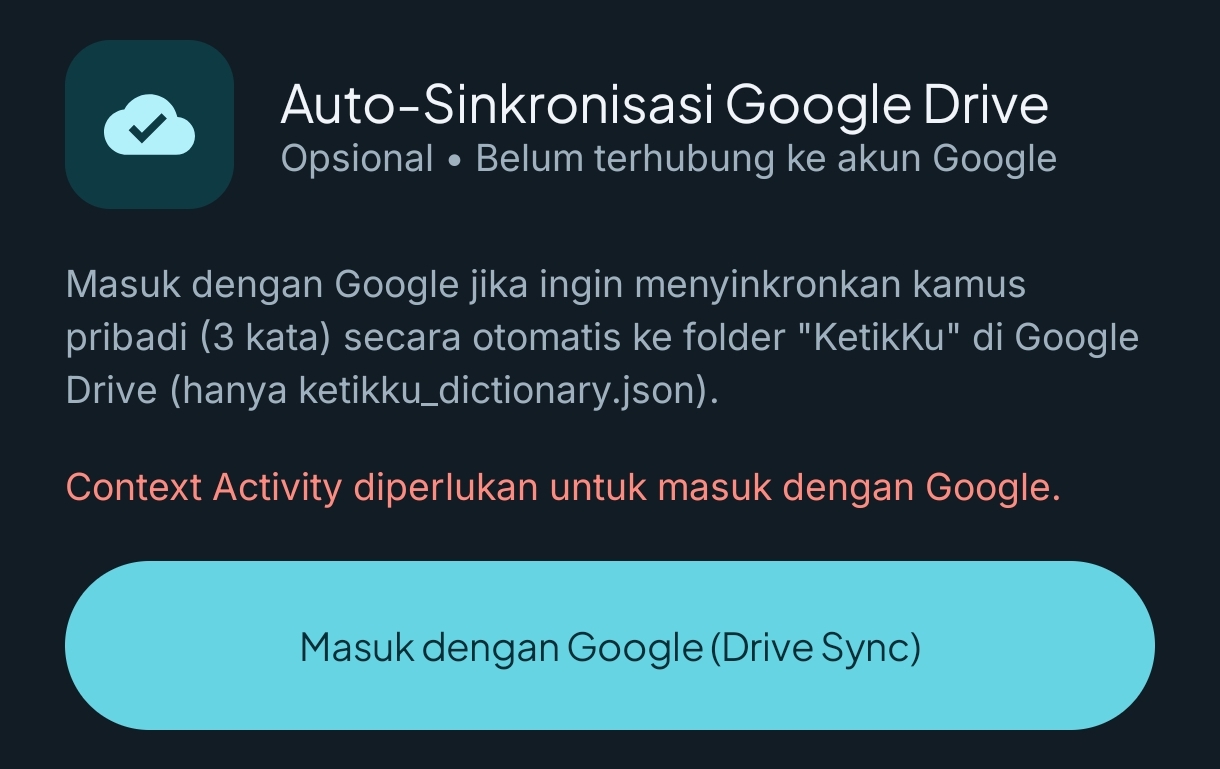 Auto-Sinkronisasi Google Drive
Opsional • Belum terhubung ke akun Google
Masuk dengan Google jika ingin menyinkronkan kamus
pribadi (3 kata) secara otomatis ke folder "KetikKu" di Google
Drive (hanya ketikku_dictionary.json).
Context Activity diperlukan untuk masuk dengan Google.
Masuk dengan Google (Drive Sync)